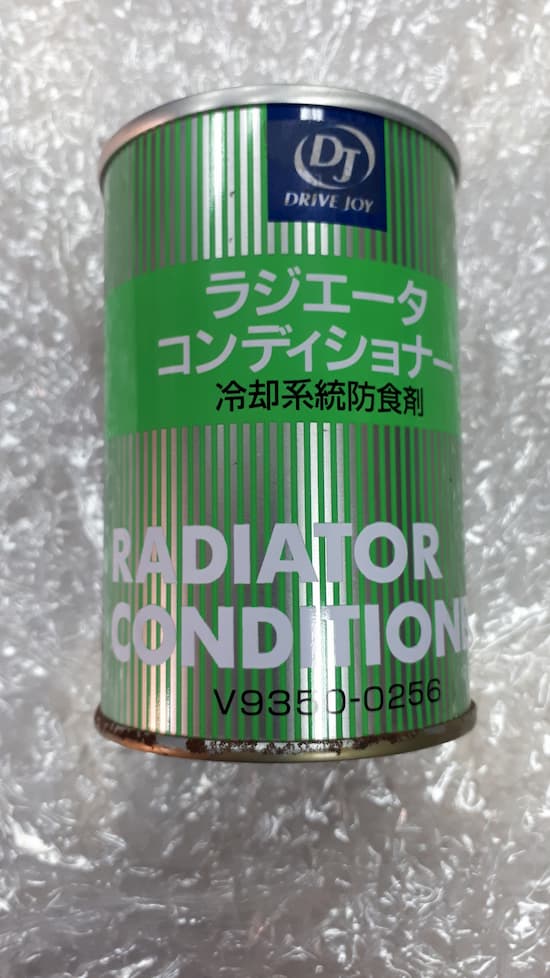 DJ
DRIVE JOY
ラジエータ
コンディショナー
冷却系統防食剤
RADIATOR
CONDITIONE
V9350-0256